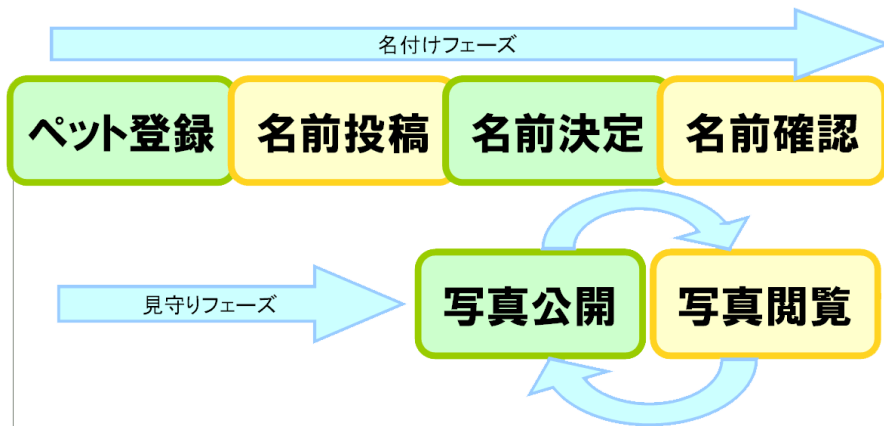 名付けフェーズ
ペット登録
名前投稿
名前決定
名前確認
見守りフェーズ
写真公開
写真閲覧